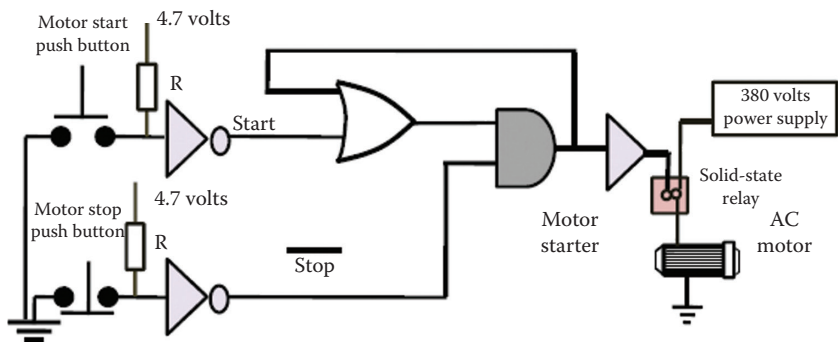 Motor start
push button
4.7 volts
R
Start
380 volts
power supply
Motor stop
push button
4.7 volts
R
Stop
Motor
starter
Solid-state
relay
AC
motor